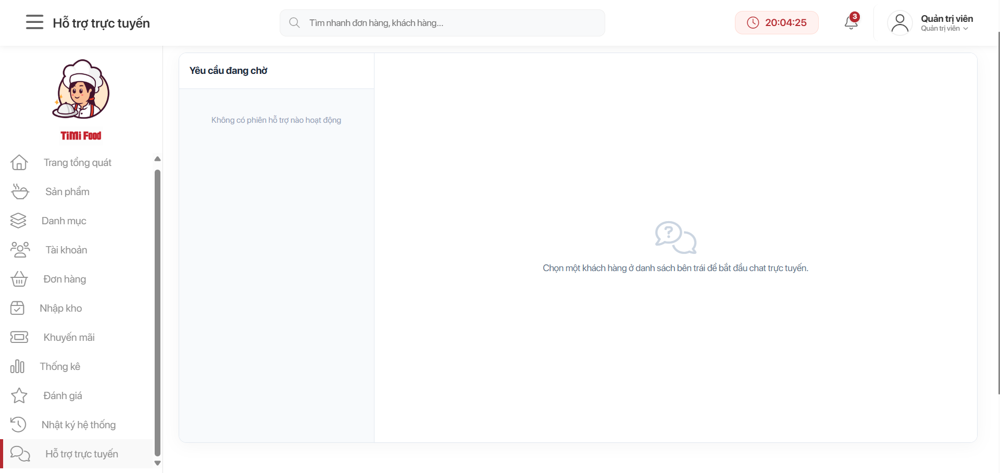 Hỗ trợ trực tuyến
Tìm nhanh đơn hàng, khách hàng...
20:04:25
3
Quản trị viên
Quản trị viên
TiMi Food
Trang tổng quát
Sản phẩm
Danh mục
Tài khoản
Đơn hàng
Nhập kho
Khuyến mãi
Thống kê
Đánh giá
Nhật ký hệ thống
Hỗ trợ trực tuyến
Yêu cầu đang chờ
Không có phiên hỗ trợ nào hoạt động
?
Chọn một khách hàng ở danh sách bên trái để bắt đầu chat trực tuyến.